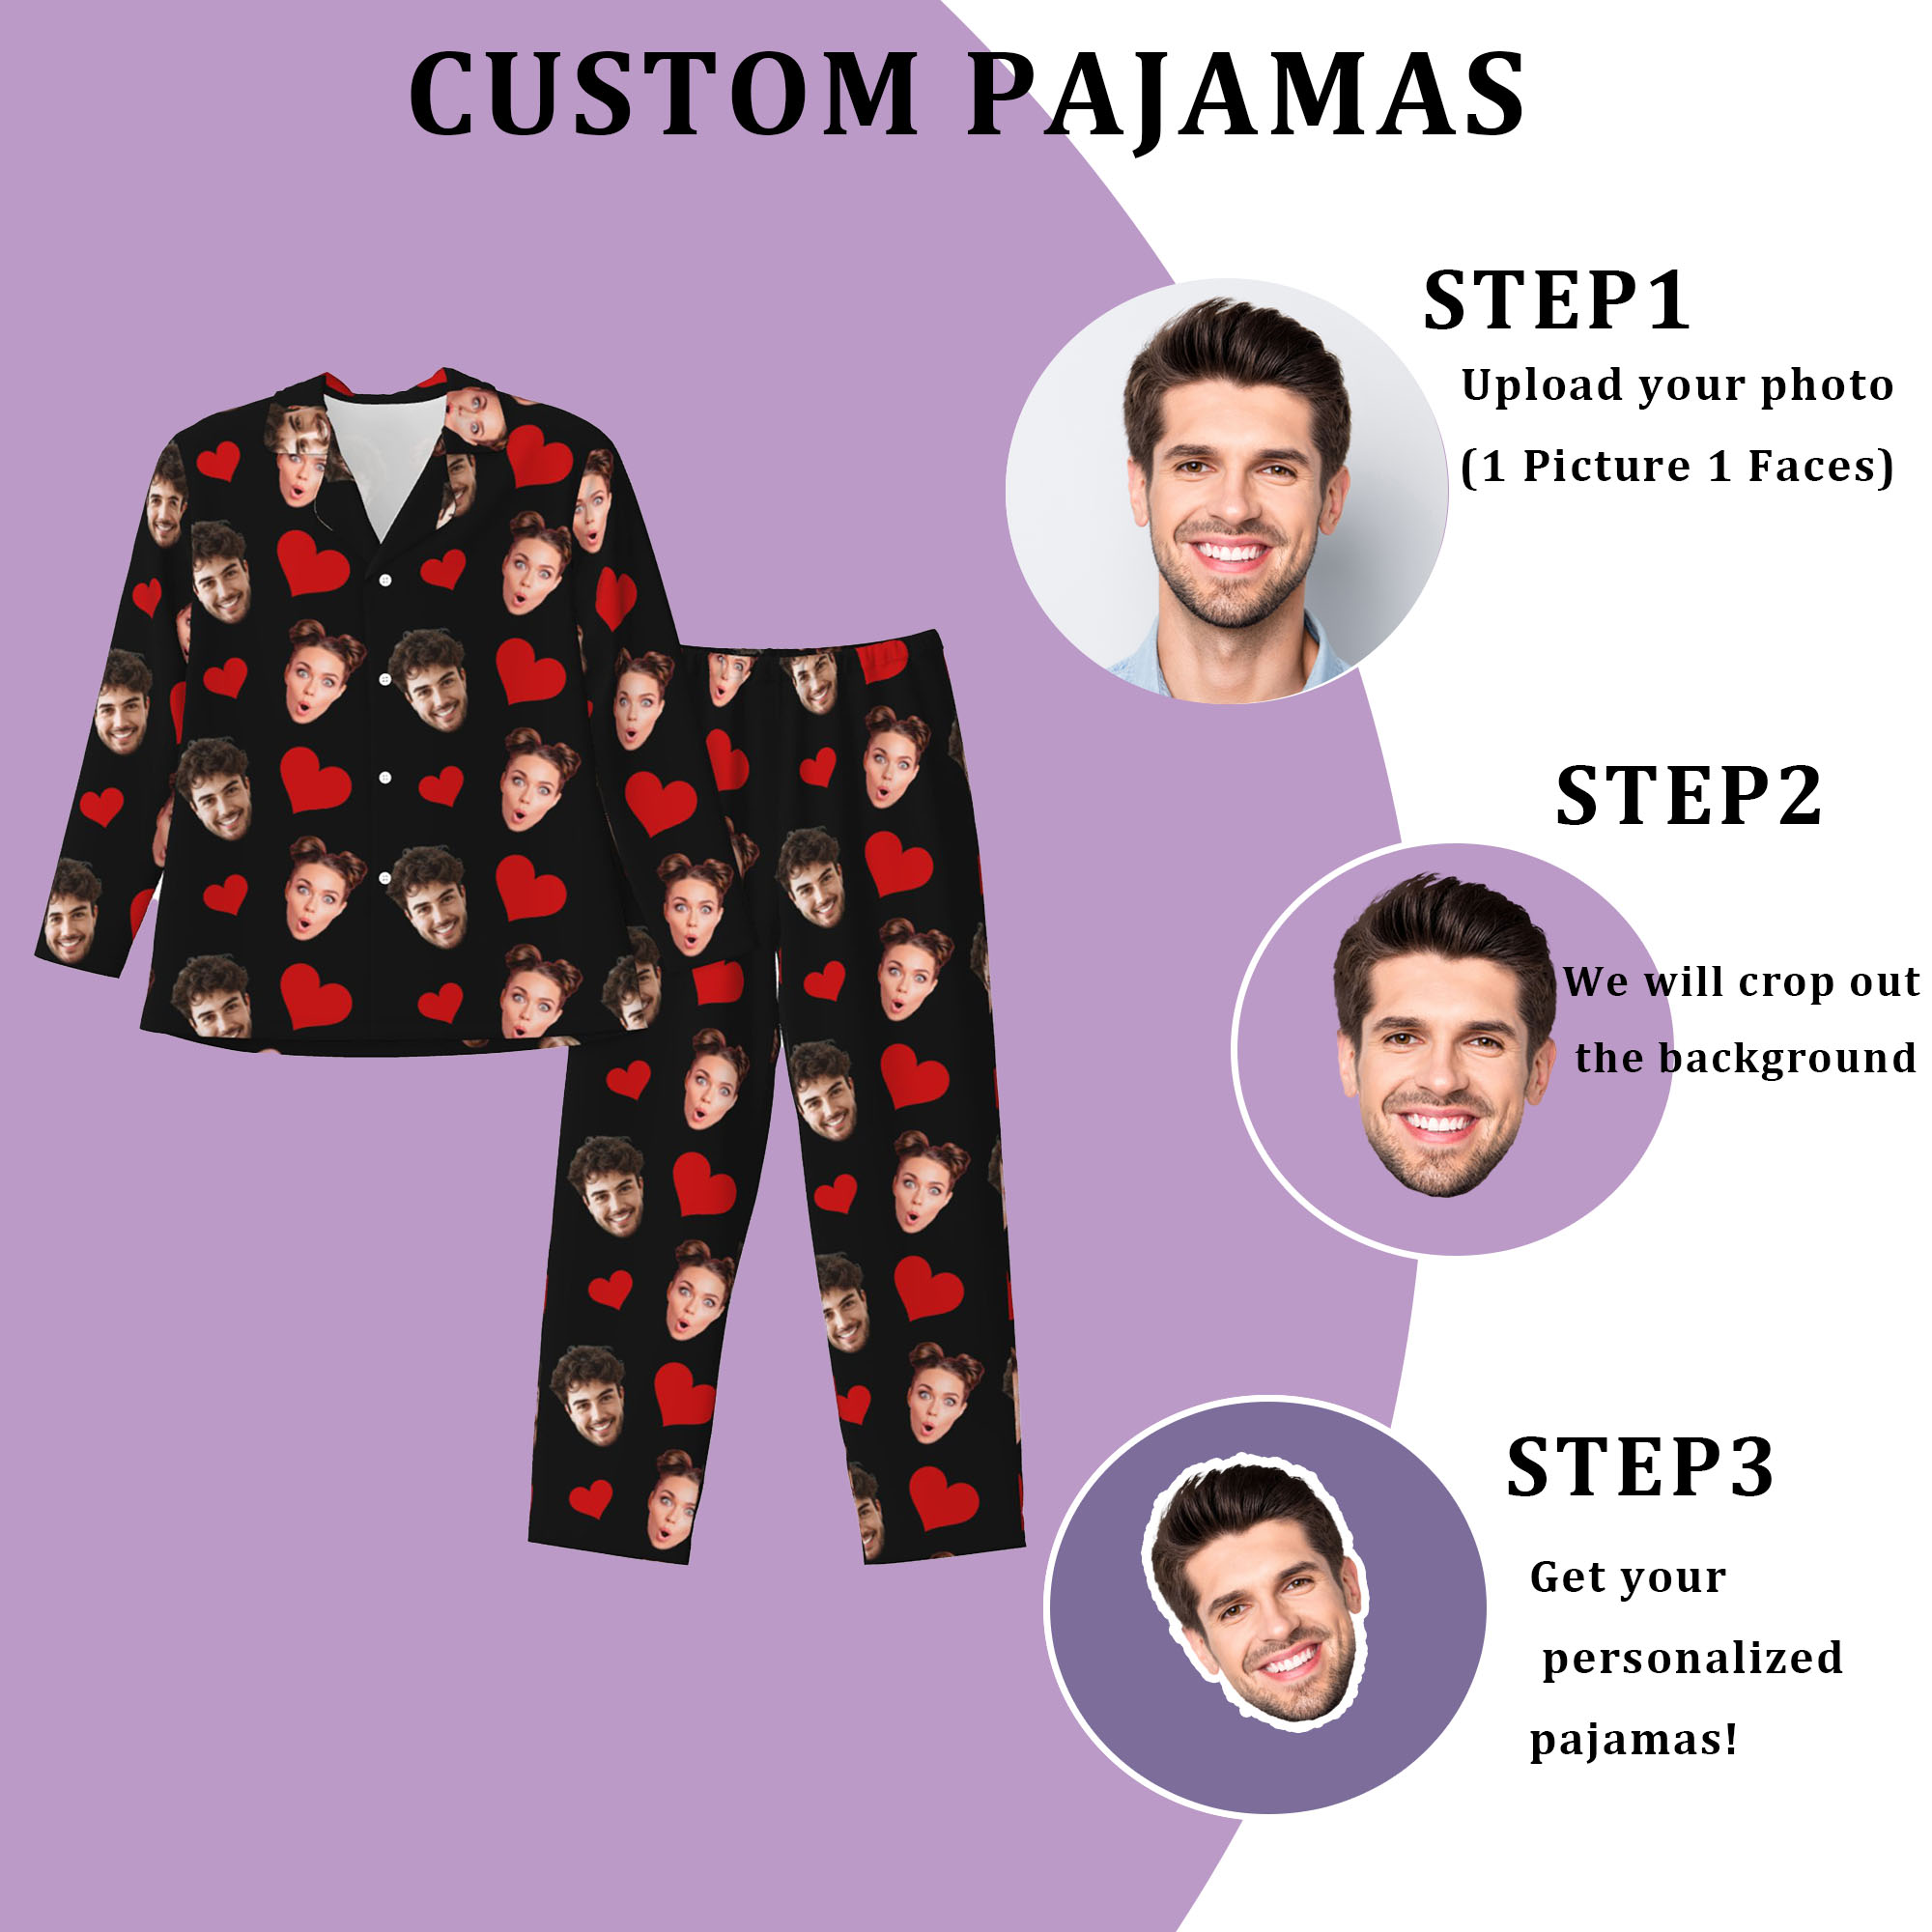 CUSTOM PAJAMAS
STEP1
Upload your photo
(1 Picture 1 Faces)
STEP2
We will crop out
the background
STEP3
Get your
personalized
pajamas!